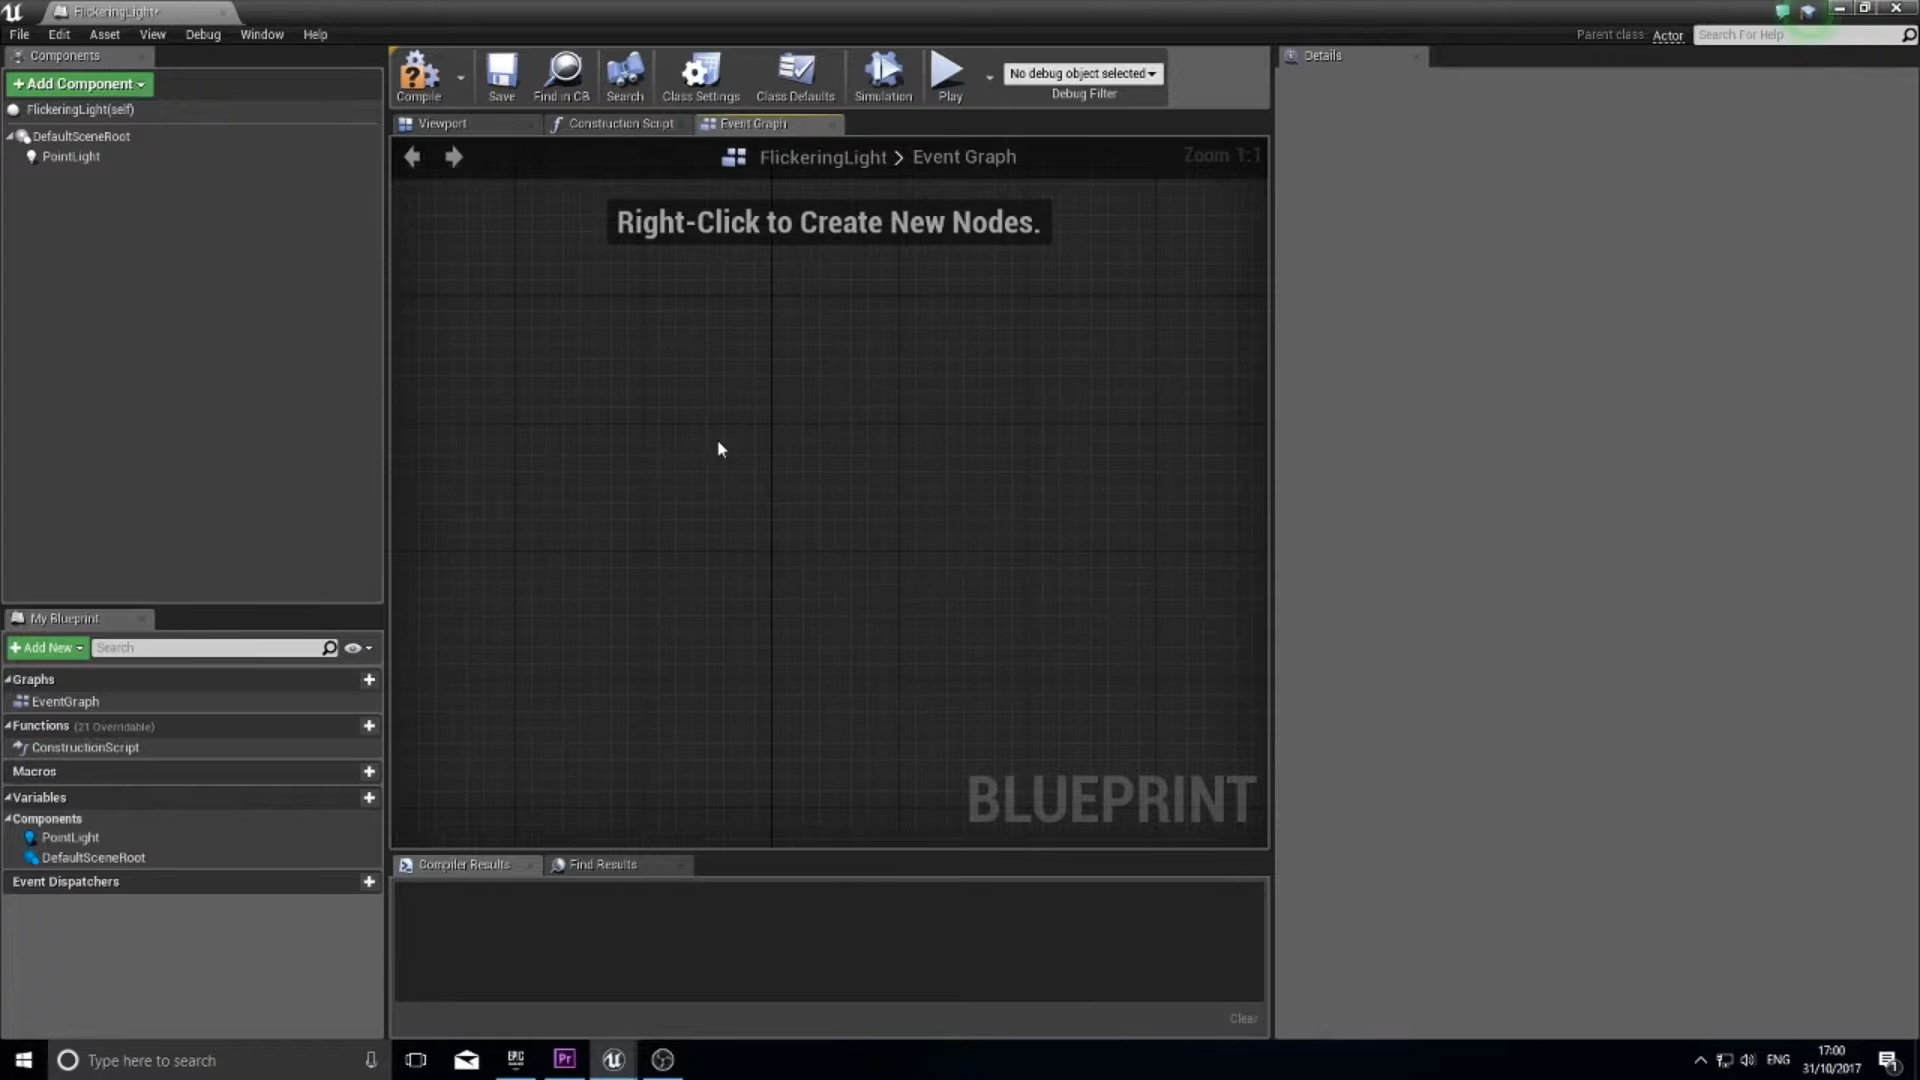 FlickeringLight*
File Edit Asset View Debug Window Help
Parent class: Actor Search For Help
Components
+ Add Component
FlickeringLight(self)
DefaultSceneRoot
PointLight
Compile Save Find in CB Search Class Settings Class Defaults Simulation Play
No debug object selected
Debug Filter
Details
Viewport Construction Script Event Graph
FlickeringLight > Event Graph
Zoom 1:1
Right-Click to Create New Nodes.
BLUEPRINT
My Blueprint
+ Add New Search
Graphs
EventGraph
Functions (21 Overridable)
ConstructionScript
Macros
Variables
Components
PointLight
DefaultSceneRoot
Event Dispatchers
Compiler Results Find Results
Clear
Type here to search
EPIC
Pr
ENG
17:00
31/10/2017
1